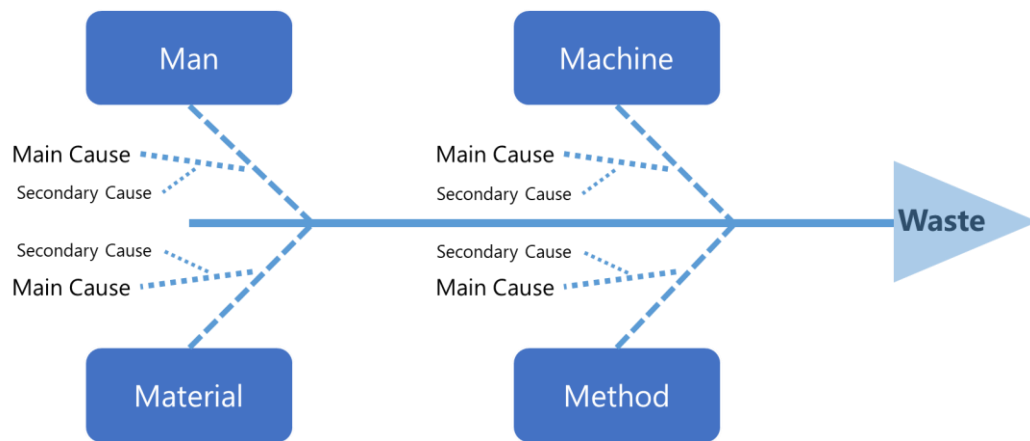 Man
Machine
Main Cause
Main Cause
Secondary Cause
Secondary Cause
Waste
Secondary Cause
Secondary Cause
Main Cause
Main Cause
Material
Method